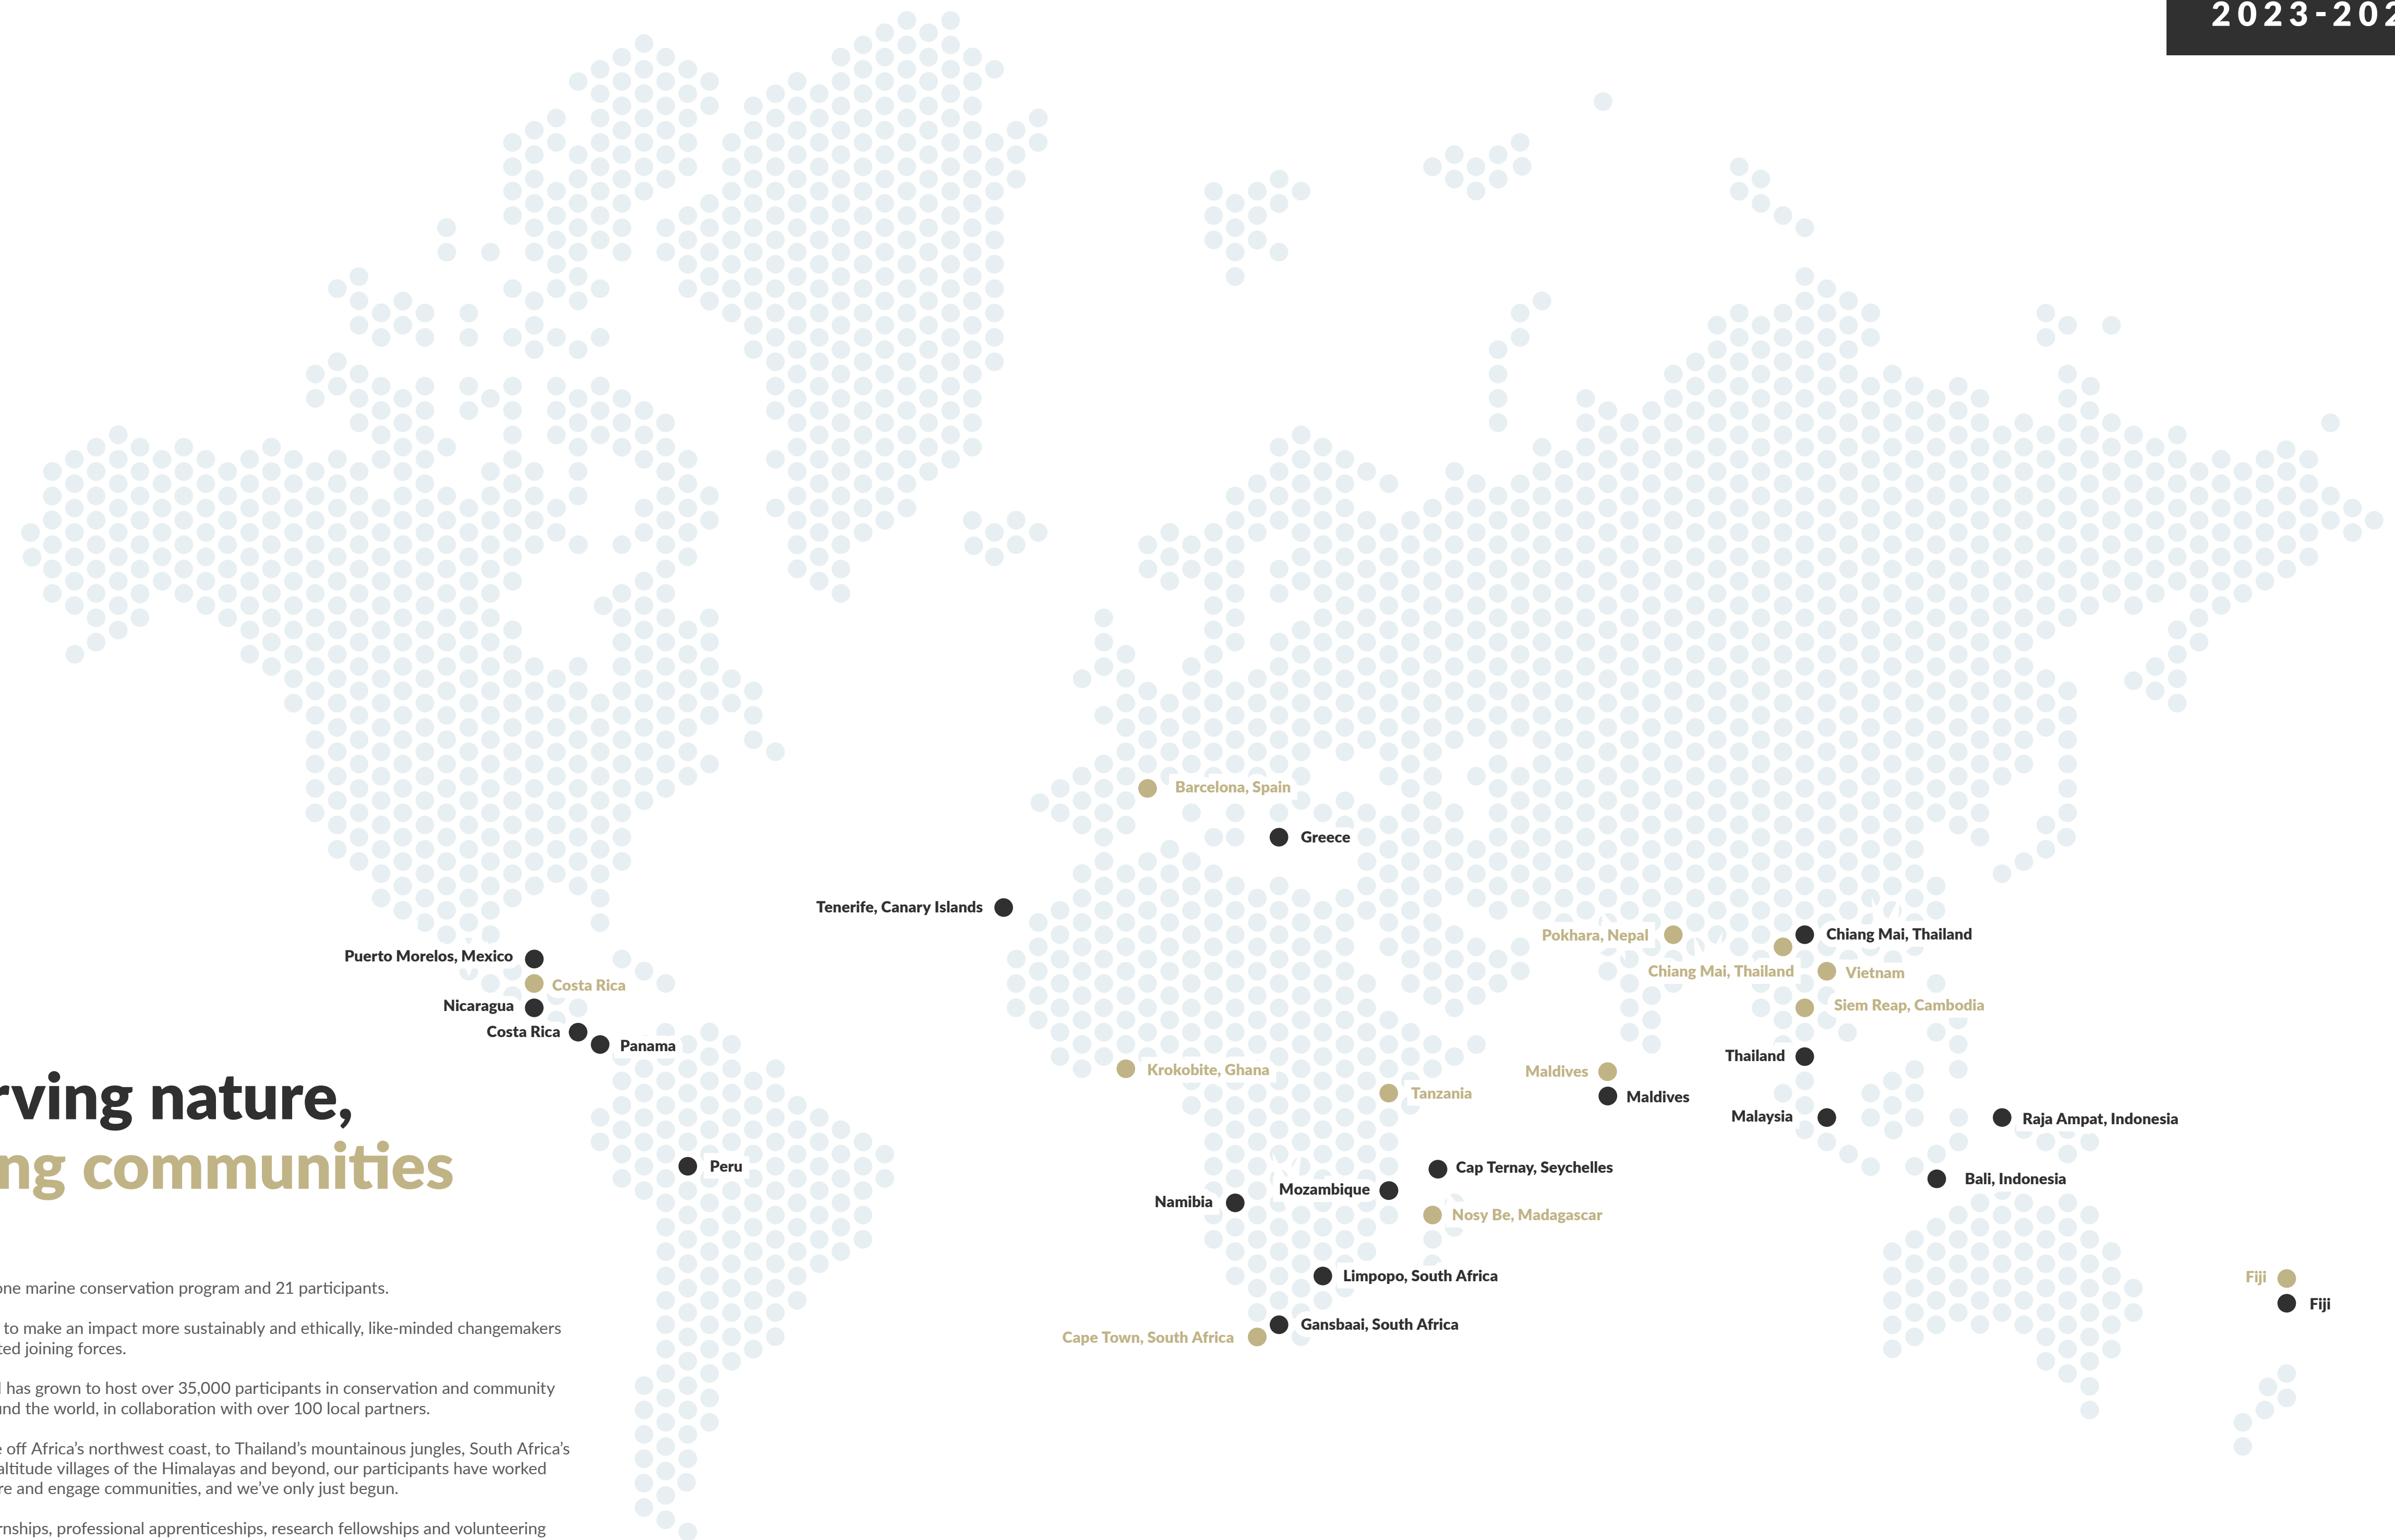 2023-202
Barcelona, Spain
Greece
Tenerife, Canary Islands
Pokhara, Nepal
Chiang Mai, Thailand
Puerto Morelos, Mexico
Chiang Mai, Thailand
Vietnam
Costa Rica
Nicaragua
Siem Reap, Cambodia
Costa Rica
Panama
Thailand
Krokobite, Ghana
Maldives
Tanzania
Maldives
Malaysia
Raja Ampat, Indonesia
Peru
Cap Ternay, Seychelles
Bali, Indonesia
Mozambique
Namibia
Nosy Be, Madagascar
Limpopo, South Africa
Fiji
Fiji
Gansbaai, South Africa
Cape Town, South Africa
rving nature,
ng communities
one marine conservation program and 21 participants.
to make an impact more sustainably and ethically, like-minded changemakers
ted joining forces.
has grown to host over 35,000 participants in conservation and community
und the world, in collaboration with over 100 local partners.
e off Africa's northwest coast, to Thailand's mountainous jungles, South Africa's
altitude villages of the Himalayas and beyond, our participants have worked
re and engage communities, and we've only just begun.
rnships, professional apprenticeships, research fellowships and volunteering